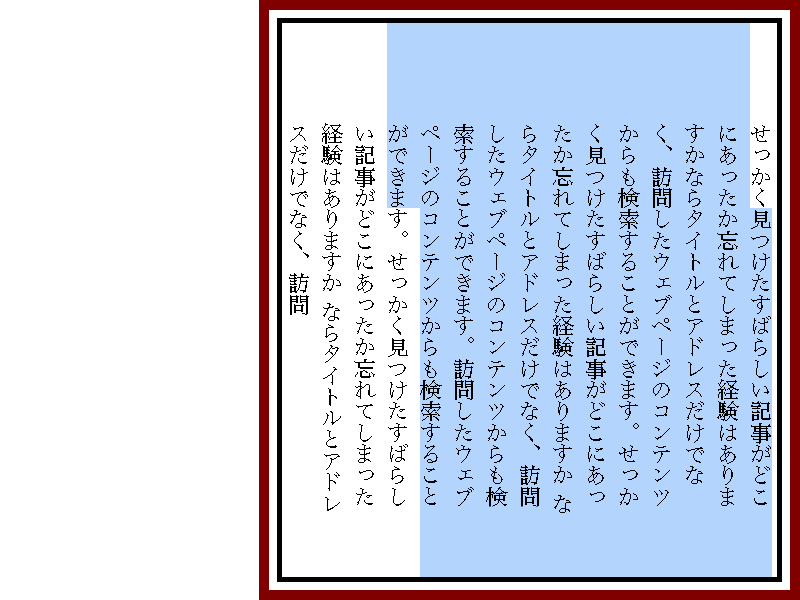 せっかく見つけたすばらしい記事がどこ
にあったか忘れてしまった経験はありま
すかならタイトルとアドレスだけでな
く、訪問したウェブページのコンテンツ
からも検索することができます。せっか
く見つけたすばらしい記事がどこにあっ
たか忘れてしまった経験はありますか な
らタイトルとアドレスだけでなく、訪問
したウェブページのコンテンツからも検
索することができます。訪問したウェブ
ページのコンテンツからも検索すること
ができます。せっかく見つけたすばらし
い記事がどこにあったか忘れてしまった
経験はありますか ならタイトルとアドレ
スだけでなく、訪問